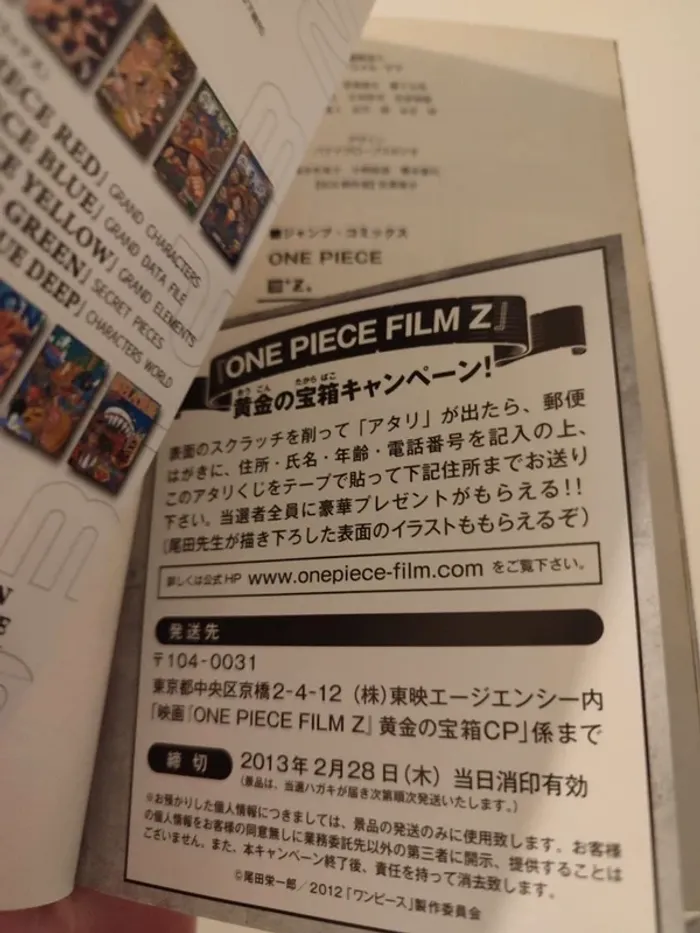 PIECE RED』GRAND CHARACTERS
BLUE』GRAND DATA FILE
YELLOW』GRAND ELEMENTS
GREEN』SECRET PIECES
DEEP』CHARACTERS WORLD
■ジャンプ・コミックス
ONE PIECE
『ONE PIECE FILM Z』
おう ごん たから ばこ
黄金の宝箱キャンペーン!
表面のスクラッチを削って「アタリ」が出たら、郵便
はがきに、住所・氏名・年齢・電話番号を記入の上、
このアタリくじをテープで貼って下記住所までお送り
下さい。当選者全員に豪華プレゼントがもらえる!!
(尾田先生が描き下ろした表面のイラストももらえるぞ)
詳しくは公式HP www.onepiece-film.com をご覧下さい。
発送先
〒104-0031
東京都中央区京橋2-4-12 (株)東映エージエンシー内
「映画『ONE PIECE FILM Z』黄金の宝箱CP」係まで
締切 2013年2月28日(木) 当日消印有効
(景品は、当選ハガキが届き次第順次発送いたします。)
※お預かりした個人情報につきましては、景品の発送のみに使用致します。お客様
の個人情報をお客様の同意無しに業務委託先以外の第三者に開示、提供することは
ございません。また、本キャンペーン終了後、責任を持って消去致します。
©尾田栄一郎/2012「ワンピース」製作委員会